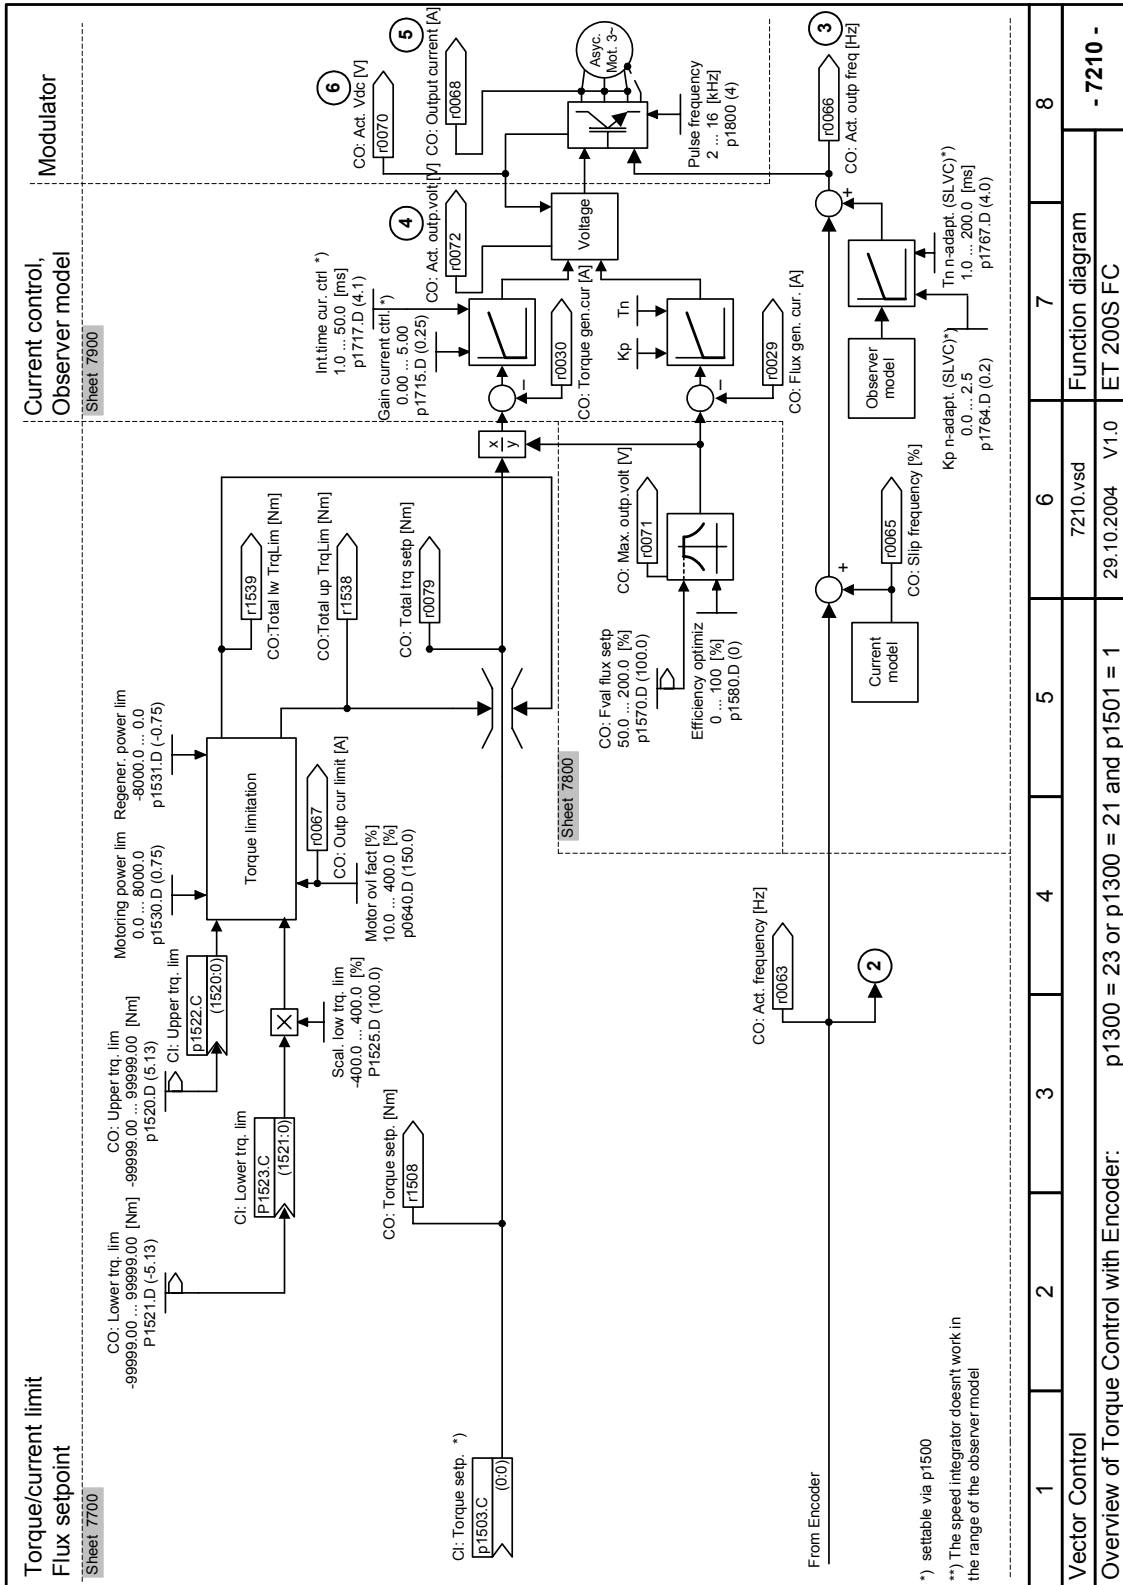 Torque/current limit
Flux setpoint
Sheet 7700
Current control,
Observer model
Sheet 7900
Modulator
CO: Lower trq. lim
-99999.00 ... 99999.00 [Nm]
P1521.D (-5.13)
CO: Upper trq. lim
-99999.00 ... 99999.00 [Nm]
p1520.D (5.13)
CI: Upper trq. lim
p1522.C
(1520:0)
CI: Lower trq. lim
P1523.C
(1521:0)
Scal. low trq. lim
-400.0 ... 400.0 [%]
P1525.D (100.0)
Motoring power lim
0.0 ... 8000.0
p1530.D (0.75)
Regener. power lim
-8000.0 ... 0.0
p1531.D (-0.75)
Torque limitation
r0067
CO: Outp cur limit [A]
Motor ovl fact [%]
10.0 ... 400.0 [%]
p0640.D (150.0)
r1539
CO:Total lw TrqLim [Nm]
CO:Total up TrqLim [Nm]
r1538
CO: Total trq setp [Nm]
r0079
CO: Torque setp. [Nm]
r1508
CI: Torque setp. *)
p1503.C
(0:0)
Int.time cur. ctrl *)
1.0 ... 50.0 [ms]
p1717.D (4.1)
Gain current ctrl. *)
0.00 ... 5.00
p1715.D (0.25)
x
y
–
r0030
CO: Torque gen.cur [A]
4
CO: Act. outp.volt [V]
r0072
Voltage
6
CO: Act. Vdc [V]
r0070
5
CO: Output current [A]
r0068
Asyc.
Mot. 3~
Pulse frequency
2 ... 16 [kHz]
p1800 (4)
Kp
Tn
–
r0029
CO: Flux gen. cur. [A]
Sheet 7800
CO: Fval flux setp
50.0 ... 200.0 [%]
p1570.D (100.0)
CO: Max. outp.volt [V]
r0071
Efficiency optimiz
0 ... 100 [%]
p1580.D (0)
CO: Act. frequency [Hz]
r0063
2
From Encoder
Current
model
+
r0065
CO: Slip frequency [%]
Observer
model
Kp n-adapt. (SLVC)*)
0.0 ... 2.5
p1764.D (0.2)
Tn n-adapt. (SLVC)*)
1.0 ... 200.0 [ms]
p1767.D (4.0)
+
3
r0066
CO: Act. outp freq [Hz]
*) settable via p1500
**) The speed integrator doesn't work in
the range of the observer model
1 2 3 4 5 6 7 8
Vector Control
7210.vsd
Function diagram
- 7210 -
Overview of Torque Control with Encoder: p1300 = 23 or p1300 = 21 and p1501 = 1
29.10.2004 V1.0
ET 200S FC